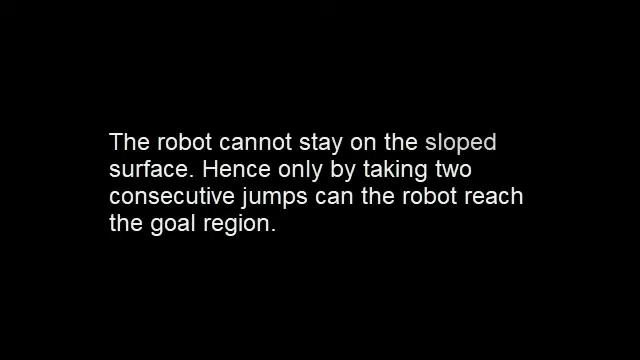 The robot cannot stay on the sloped
surface. Hence only by taking two
consecutive jumps can the robot reach
the goal region.